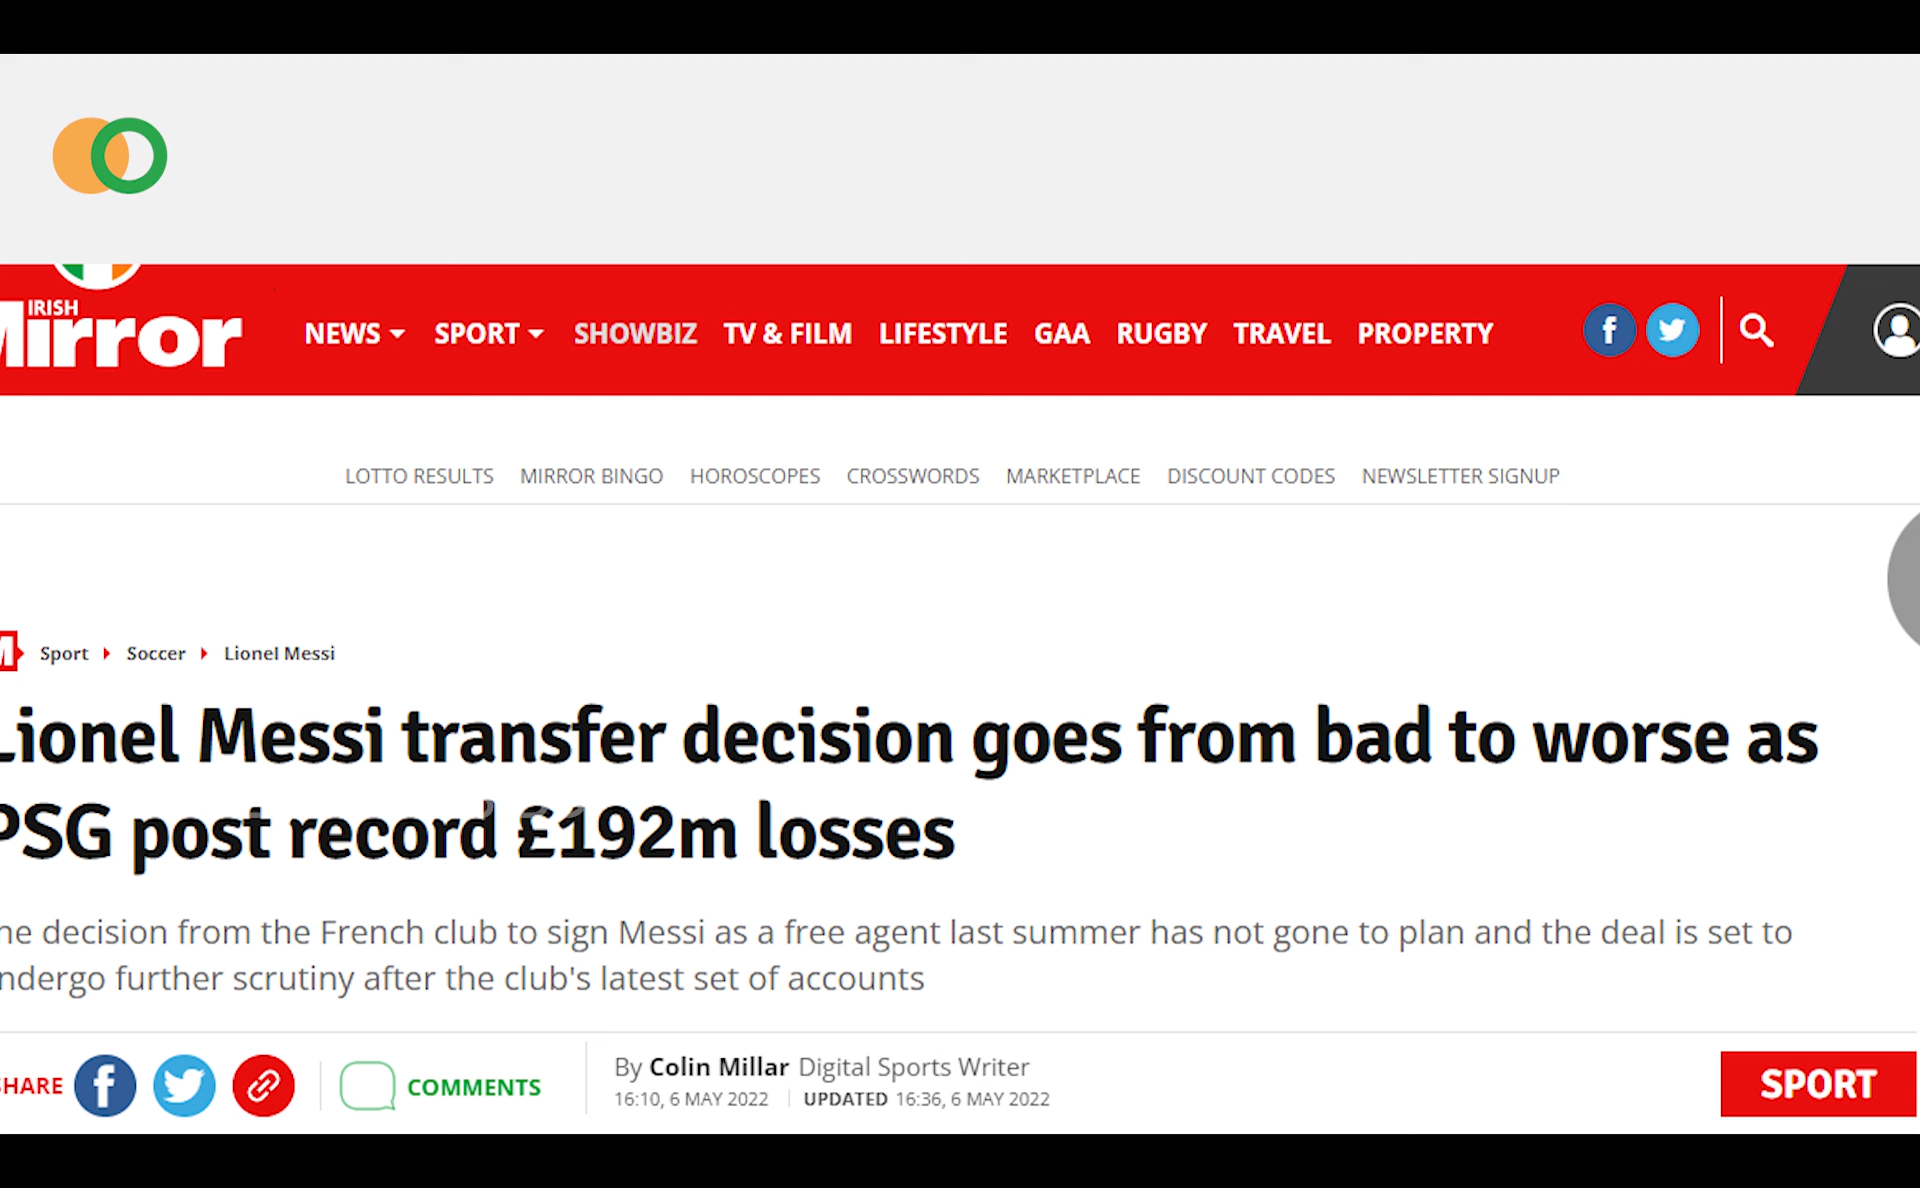 IRISH
Mirror
NEWS SPORT SHOWBIZ TV & FILM LIFESTYLE GAA RUGBY TRAVEL PROPERTY
LOTTO RESULTS MIRROR BINGO HOROSCOPES CROSSWORDS MARKETPLACE DISCOUNT CODES NEWSLETTER SIGNUP
Sport Soccer Lionel Messi
Lionel Messi transfer decision goes from bad to worse as
PSG post record £192m losses
he decision from the French club to sign Messi as a free agent last summer has not gone to plan and the deal is set to
ndergo further scrutiny after the club's latest set of accounts
SHARE COMMENTS
By Colin Millar Digital Sports Writer
16:10, 6 MAY 2022 UPDATED 16:36, 6 MAY 2022
SPORT